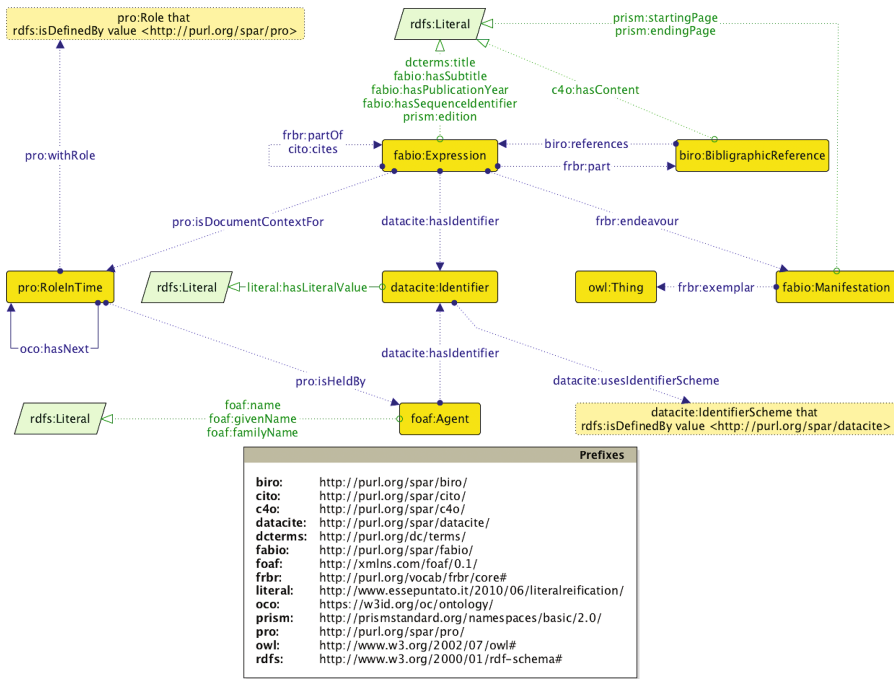 pro:Role that
rdfs:isDefinedBy value <http://purl.org/spar/pro>
rdfs:Literal
prism:startingPage
prism:endingPage
dcterms:title
fabio:hasSubtitle
fabio:hasPublicationYear
fabio:hasSequenceIdentifier
prism:edition
c4o:hasContent
frbr:partOf
cito:cites
fabio:Expression
biro:references
frbr:part
biro:BibligraphicReference
pro:withRole
pro:isDocumentContextFor
datacite:hasIdentifier
frbr:endeavour
pro:RoleInTime
rdfs:Literal
literal:hasLiteralValue
datacite:Identifier
owl:Thing
frbr:exemplar
fabio:Manifestation
oco:hasNext
datacite:hasIdentifier
pro:isHeldBy
datacite:usesIdentifierScheme
rdfs:Literal
foaf:name
foaf:givenName
foaf:familyName
foaf:Agent
datacite:IdentifierScheme that
rdfs:isDefinedBy value <http://purl.org/spar/datacite>
Prefixes
biro: http://purl.org/spar/biro/
cito: http://purl.org/spar/cito/
c4o: http://purl.org/spar/c4o/
datacite: http://purl.org/spar/datacite/
dcterms: http://purl.org/dc/terms/
fabio: http://purl.org/spar/fabio/
foaf: http://xmlns.com/foaf/0.1/
frbr: http://purl.org/vocab/frbr/core#
literal: http://www.essepuntato.it/2010/06/literalreification/
oco: https://w3id.org/oc/ontology/
prism: http://prismstandard.org/namespaces/basic/2.0/
pro: http://purl.org/spar/pro/
owl: http://www.w3.org/2002/07/owl#
rdfs: http://www.w3.org/2000/01/rdf-schema#